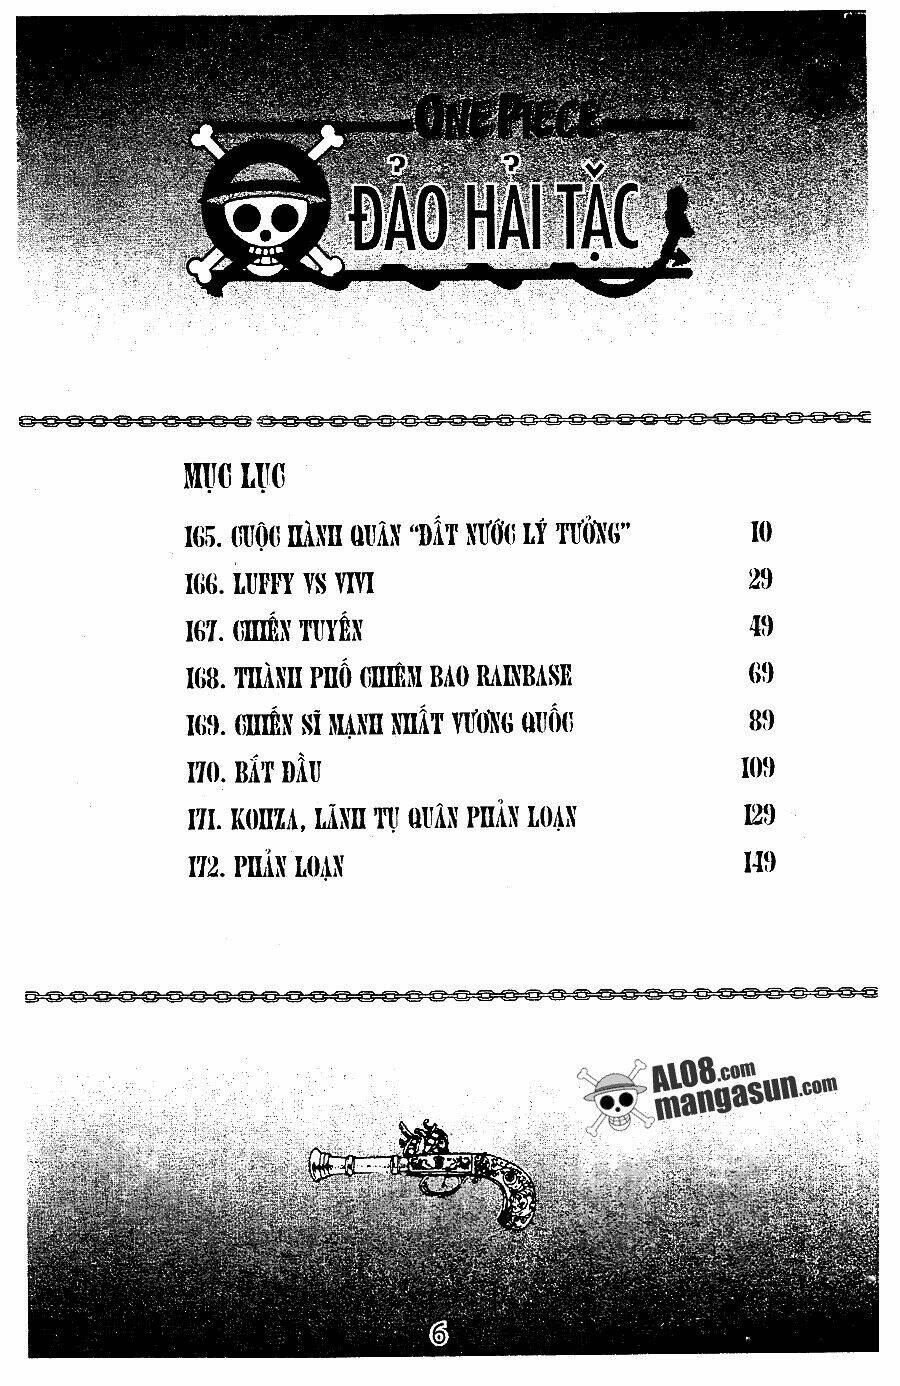 ONE PIECE
ĐẢO HẢI TẶC
MỤC LỤC
165. CUỘC HÀNH QUÂN “ĐẤT NƯỚC LÝ TƯỞNG” 10
166. LUFFY VS VIVI 29
167. CHIẾN TUYẾN 49
168. THÀNH PHỐ CHIÊM BAO RAINBASE 69
169. CHIẾN SĨ MẠNH NHẤT VƯƠNG QUỐC 89
170. BẮT ĐẦU 109
171. KOHZA, LÃNH TỤ QUÂN PHẢN LOẠN 129
172. PHẢN LOẠN 149
ALO8.com
mangasun.com
6